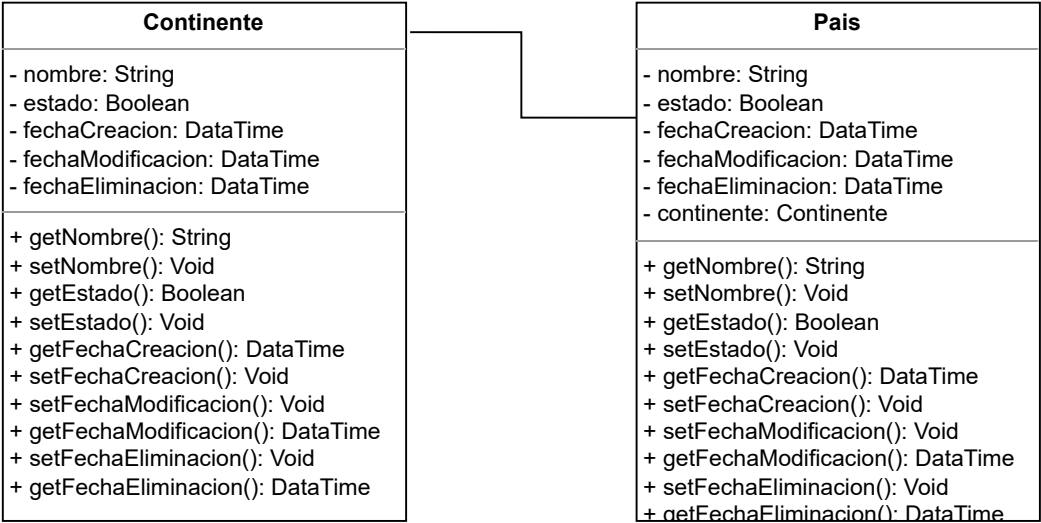 Continente
- nombre: String
- estado: Boolean
- fechaCreacion: DataTime
- fechaModificacion: DataTime
- fechaEliminacion: DataTime
+ getNombre(): String
+ setNombre(): Void
+ getEstado(): Boolean
+ setEstado(): Void
+ getFechaCreacion(): DataTime
+ setFechaCreacion(): Void
+ setFechaModificacion(): Void
+ getFechaModificacion(): DataTime
+ setFechaEliminacion(): Void
+ getFechaEliminacion(): DataTime
Pais
- nombre: String
- estado: Boolean
- fechaCreacion: DataTime
- fechaModificacion: DataTime
- fechaEliminacion: DataTime
- continente: Continente
+ getNombre(): String
+ setNombre(): Void
+ getEstado(): Boolean
+ setEstado(): Void
+ getFechaCreacion(): DataTime
+ setFechaCreacion(): Void
+ setFechaModificacion(): Void
+ getFechaModificacion(): DataTime
+ setFechaEliminacion(): Void
+ getFechaEliminacion(): DataTime